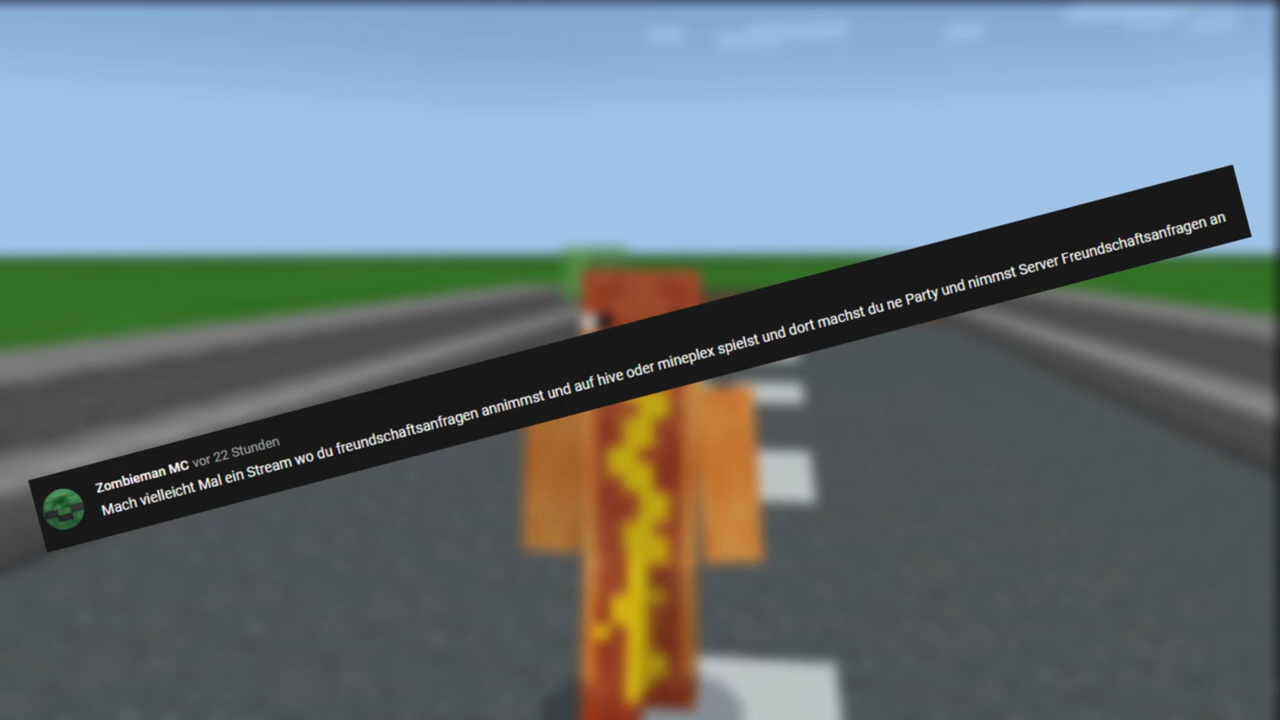 Zombieman MC vor 22 Stunden
Mach vielleicht Mal ein Stream wo du freundschaftsanfragen annimmst und auf hive oder mineplex spielst und dort machst du ne Party und nimmst Server Freundschaftsanfragen an